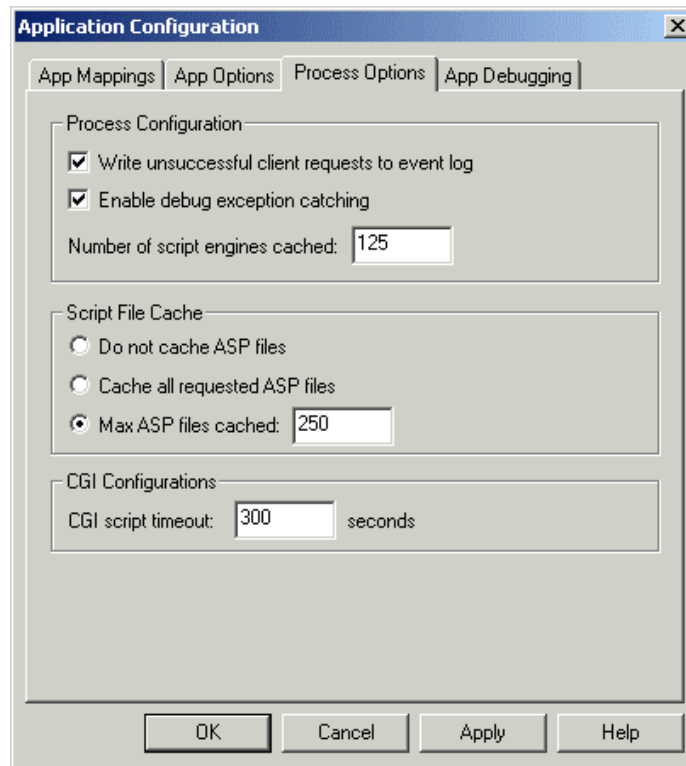 Application Configuration
App Mappings App Options Process Options App Debugging
Process Configuration
Write unsuccessful client requests to event log
Enable debug exception catching
Number of script engines cached: 125
Script File Cache
Do not cache ASP files
Cache all requested ASP files
Max ASP files cached: 250
CGI Configurations
CGI script timeout: 300 seconds
OK Cancel Apply Help